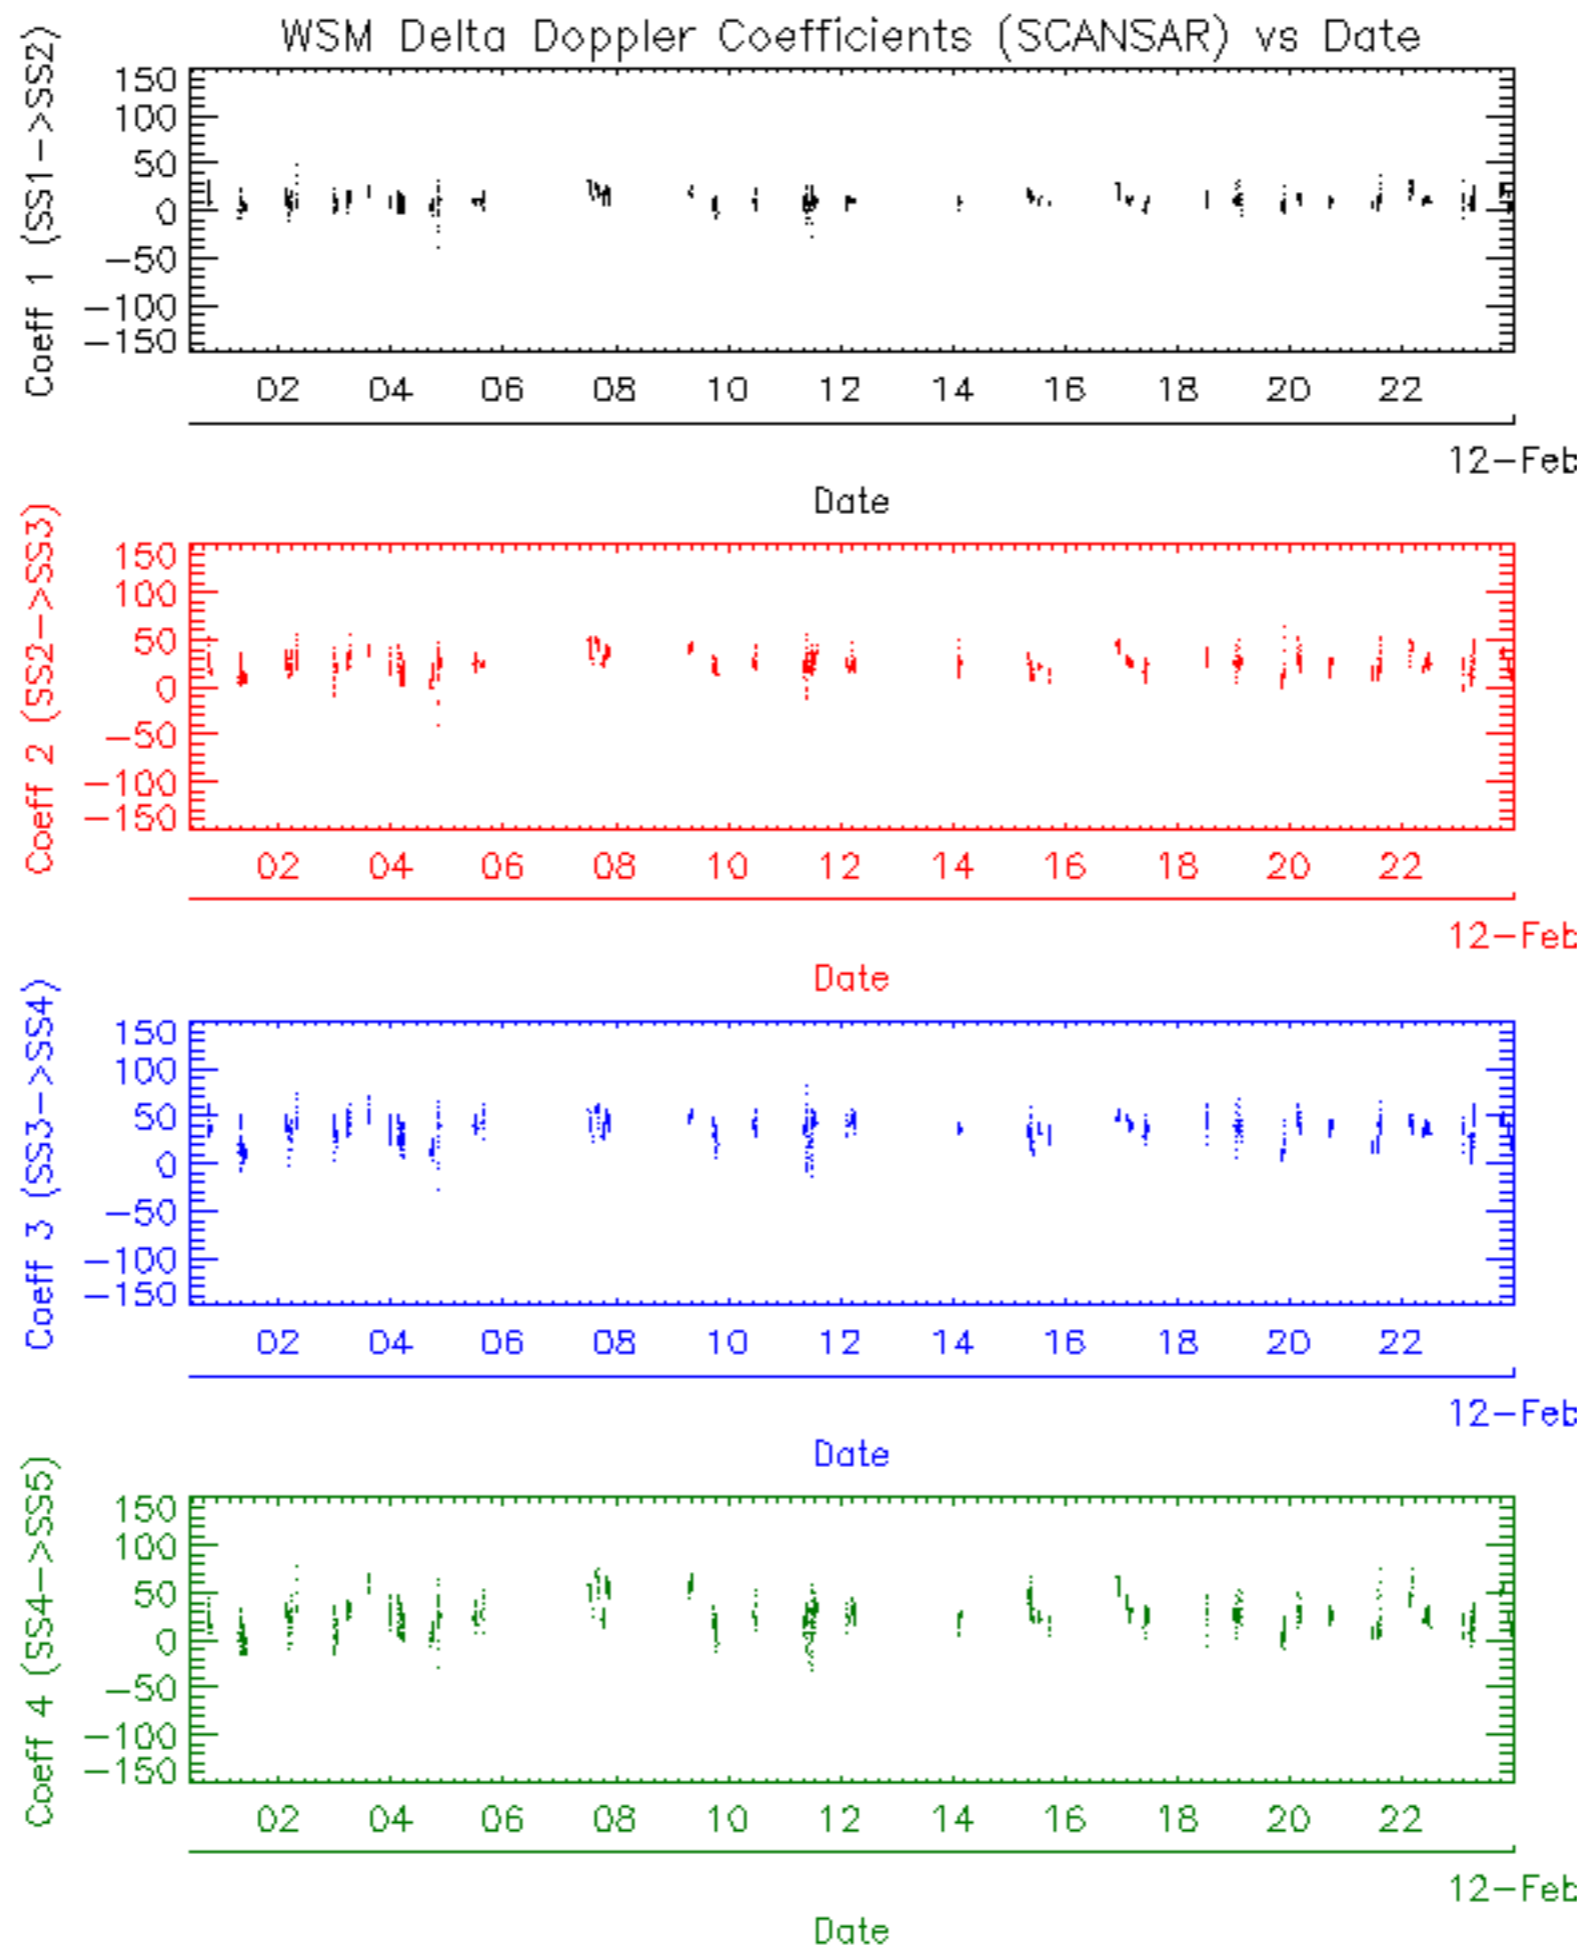 WSM Delta Doppler Coefficients (SCANSAR) vs Date
Coeff 1 (SS1->SS2)
150
100
50
0
-50
-100
-150
02 04 06 08 10 12 14 16 18 20 22
12-Feb
Date
Coeff 2 (SS2->SS3)
150
100
50
0
-50
-100
-150
02 04 06 08 10 12 14 16 18 20 22
12-Feb
Date
Coeff 3 (SS3->SS4)
150
100
50
0
-50
-100
-150
02 04 06 08 10 12 14 16 18 20 22
12-Feb
Date
Coeff 4 (SS4->SS5)
150
100
50
0
-50
-100
-150
02 04 06 08 10 12 14 16 18 20 22
12-Feb
Date